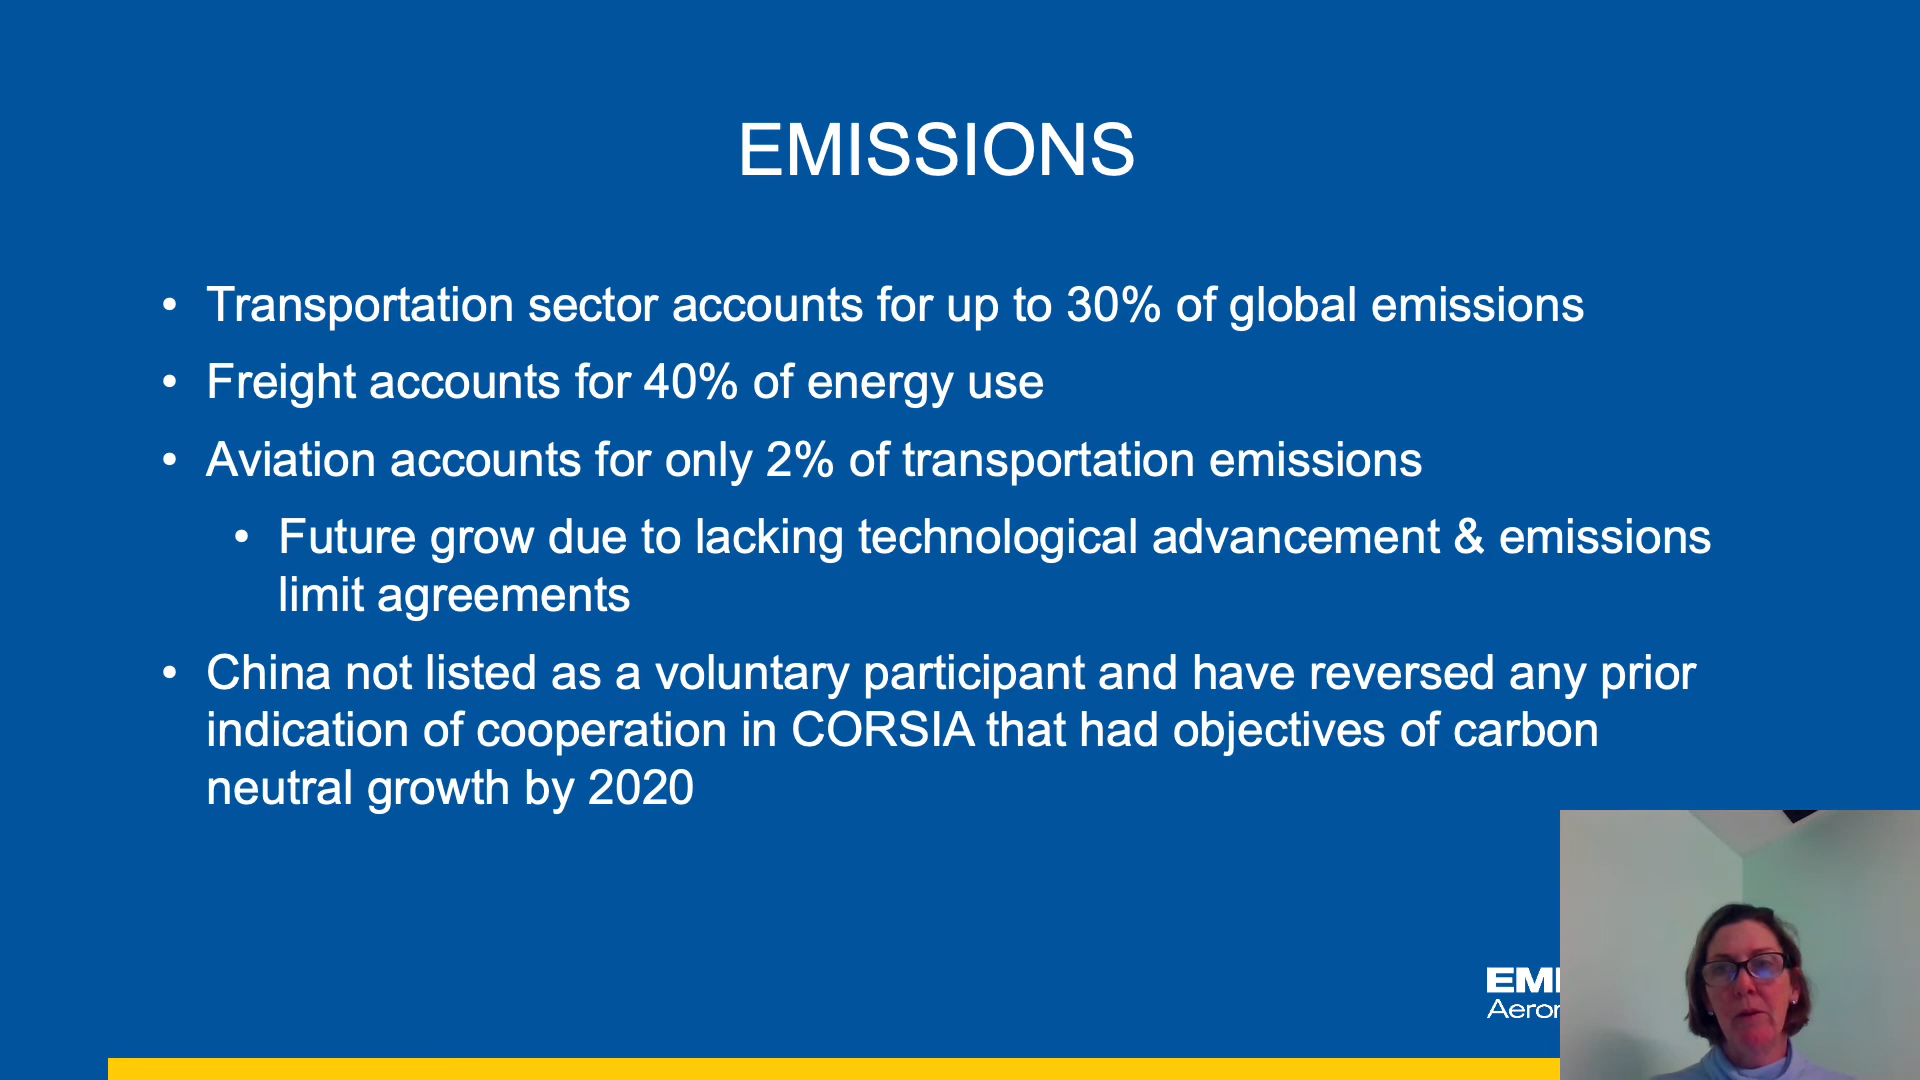 EMISSIONS
• Transportation sector accounts for up to 30% of global emissions
• Freight accounts for 40% of energy use
• Aviation accounts for only 2% of transportation emissions
• Future grow due to lacking technological advancement & emissions
limit agreements
• China not listed as a voluntary participant and have reversed any prior
indication of cooperation in CORSIA that had objectives of carbon
neutral growth by 2020
EM
Aeron